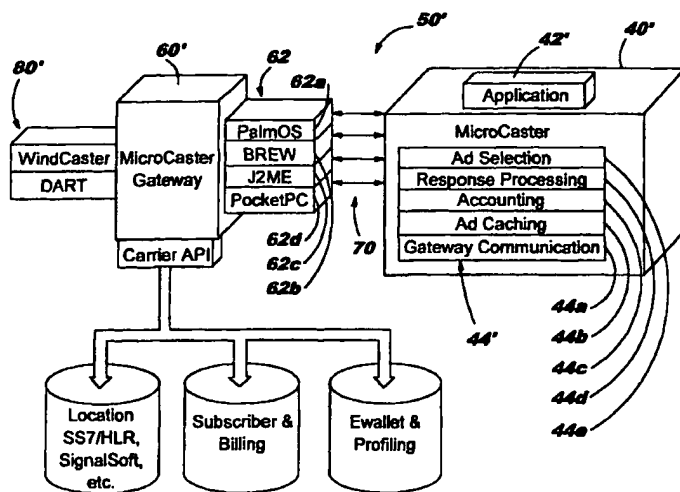 50'
60'
62
42'
40'
80'
62a
Application
PalmOS
MicroCaster
WindCaster
MicroCaster
Gateway
BREW
Ad Selection
DART
J2ME
Response Processing
PocketPC
Accounting
Ad Caching
Carrier API
62d
70
Gateway Communication
62c
62b
44'
44a
44b
44c
44d
44e
Location
SS7/HLR,
SignalSoft,
etc.
Subscriber &
Billing
Ewallet &
Profiling